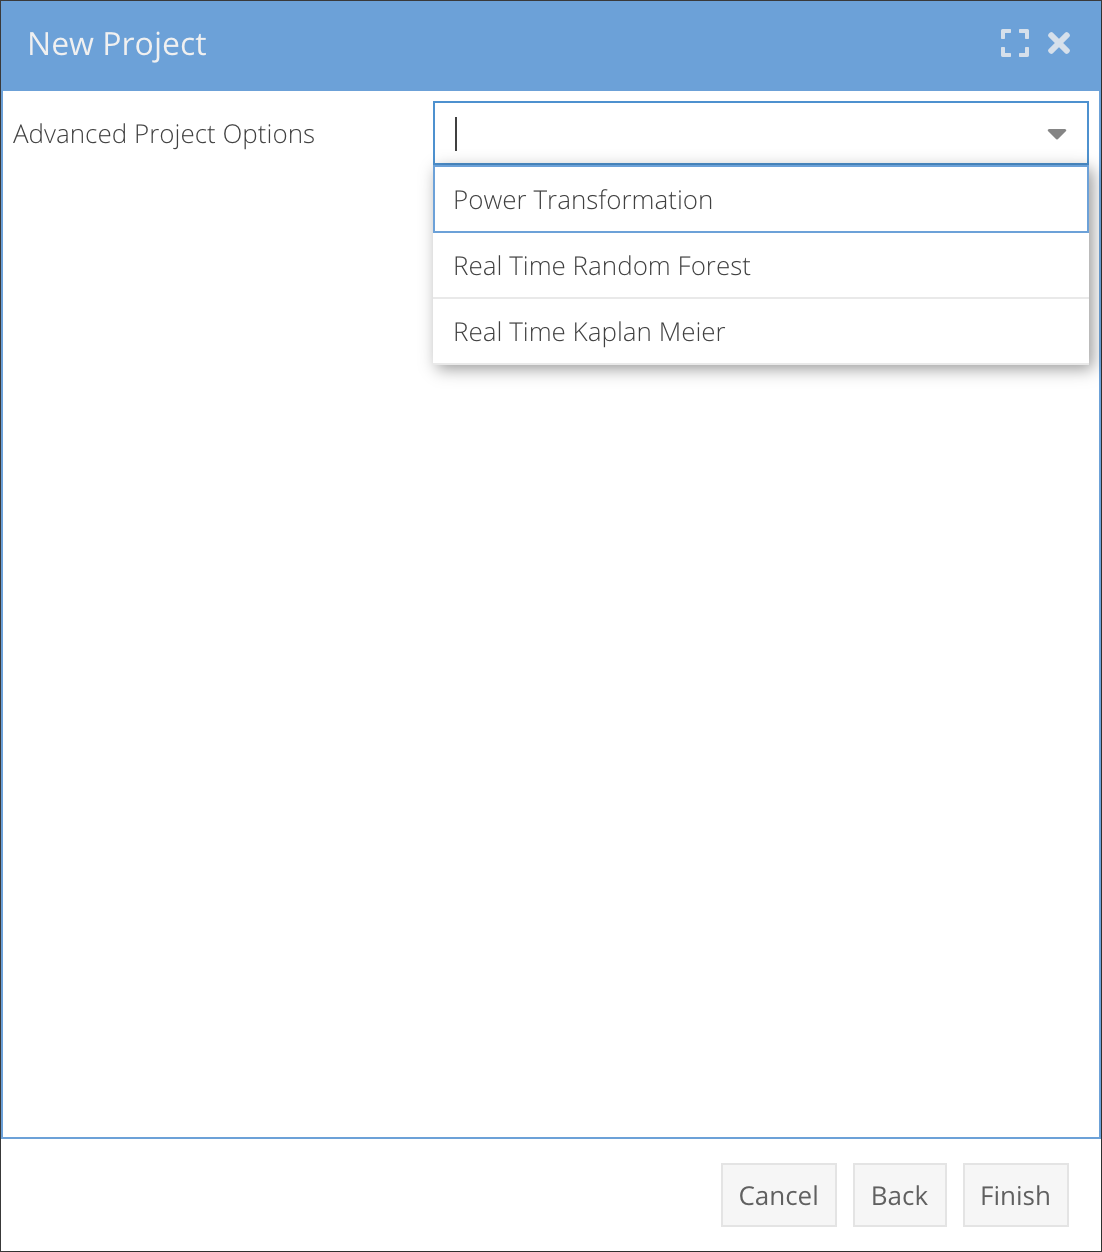 New Project
Advanced Project Options
Power Transformation
Real Time Random Forest
Real Time Kaplan Meier
Cancel Back Finish